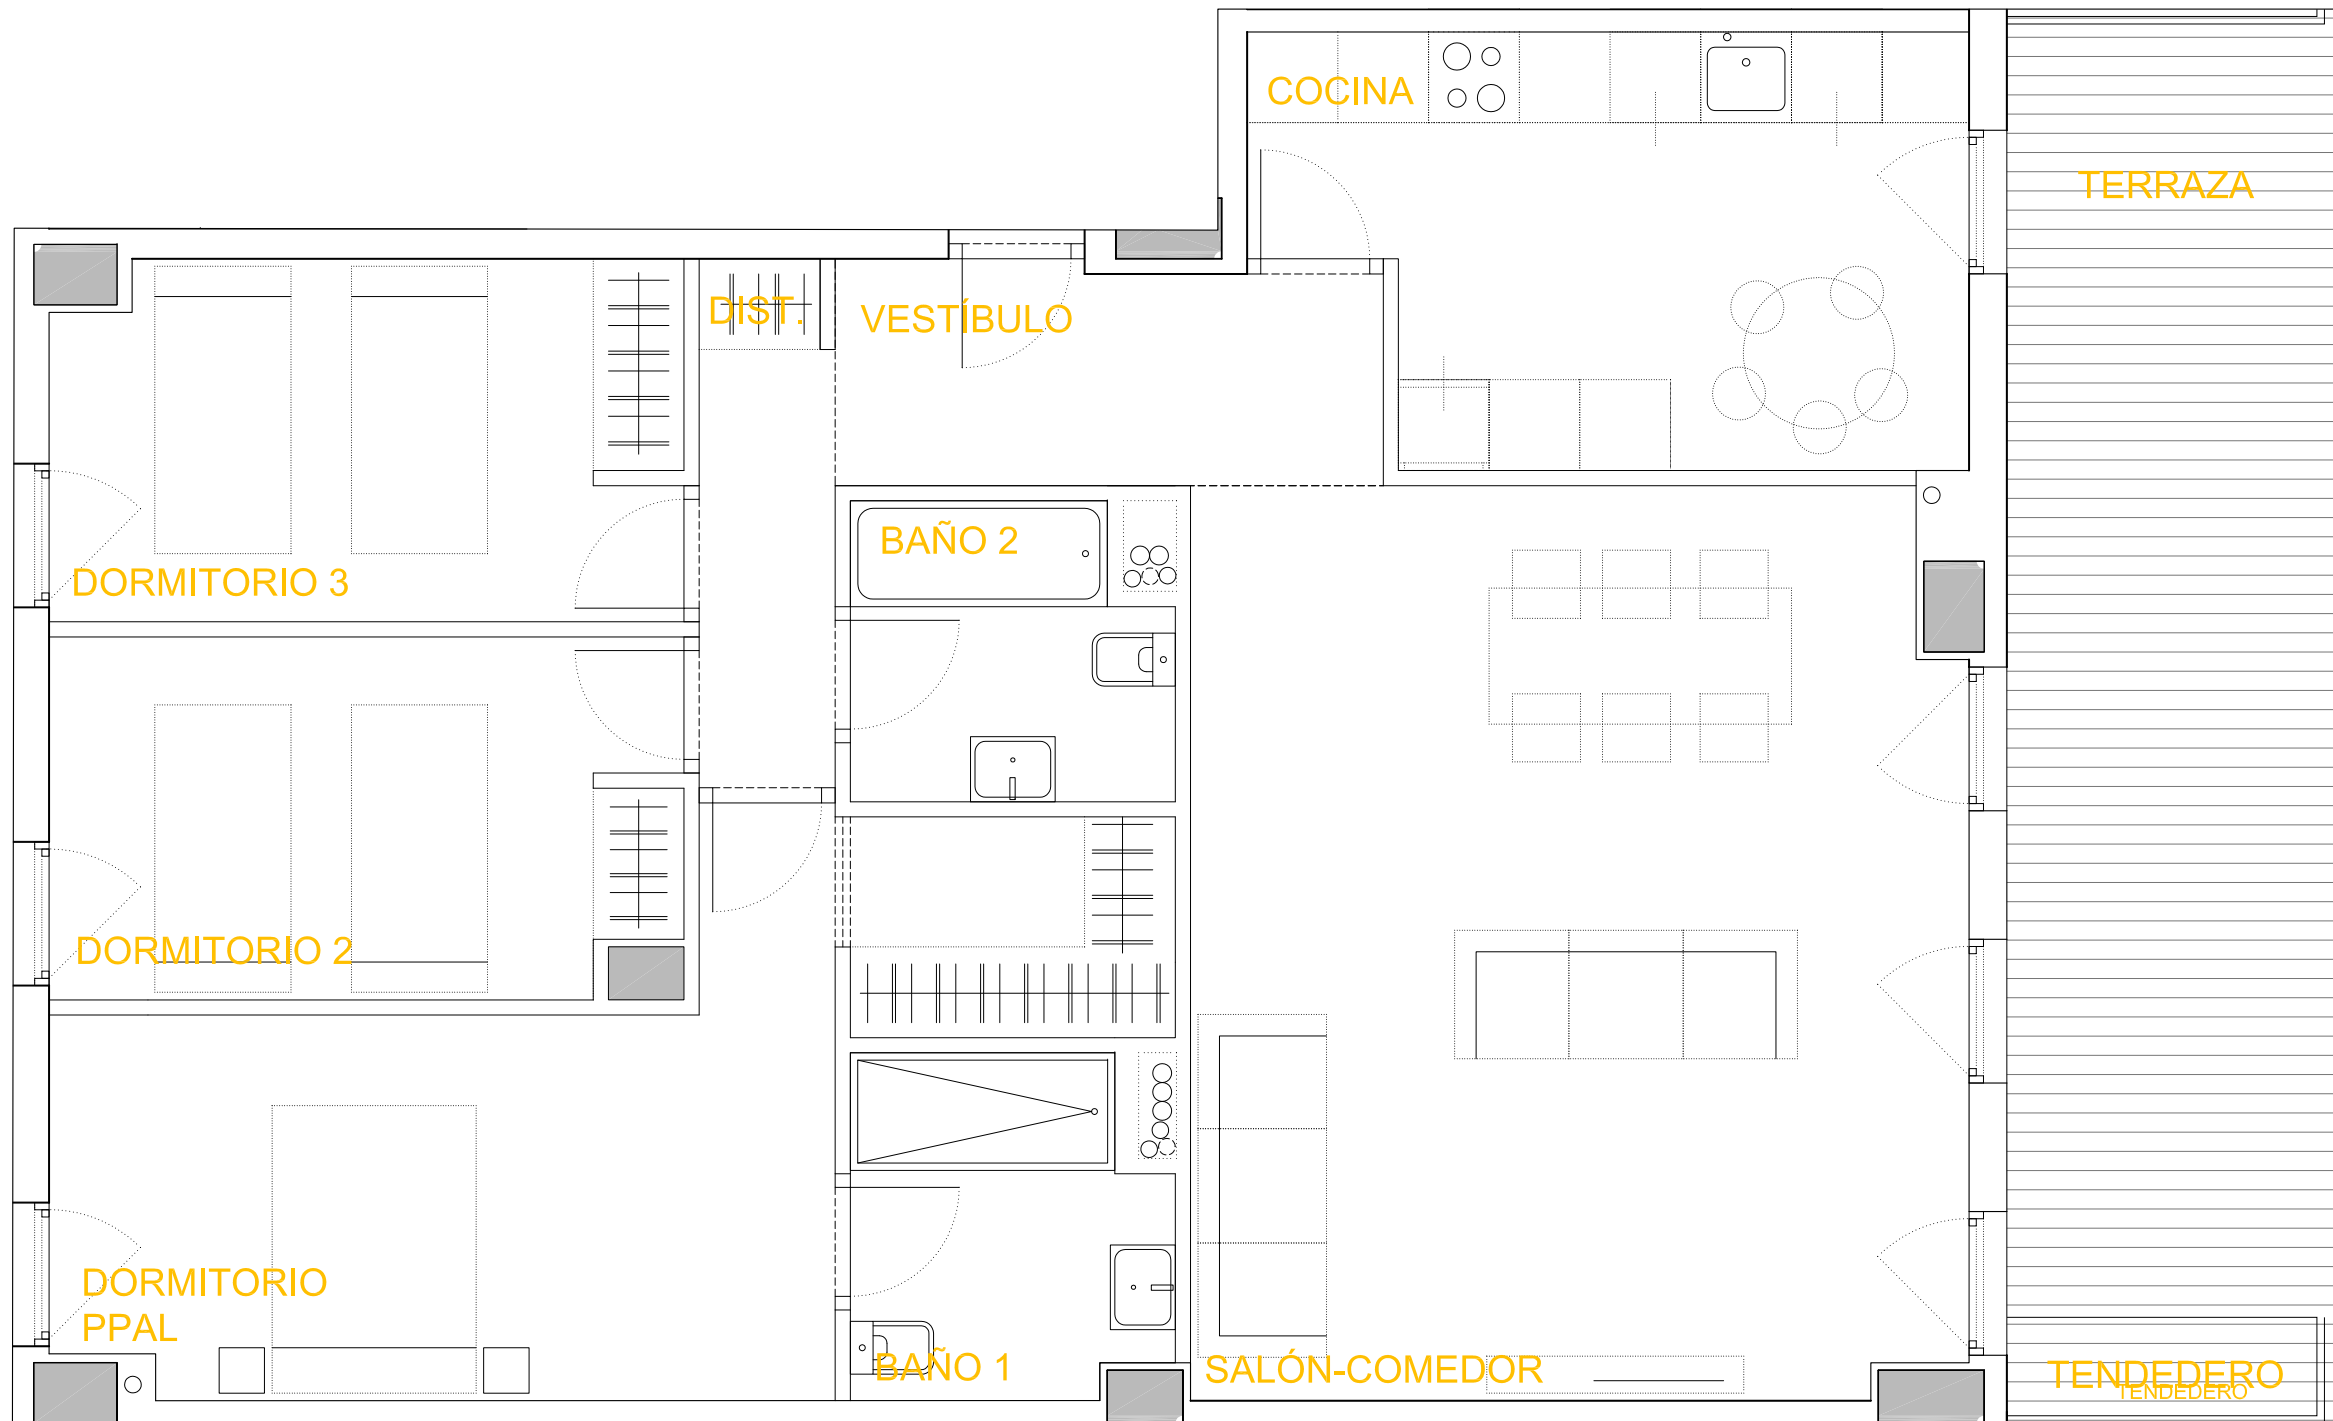 COCINA
TERRAZA
DIST.
VESTÍBULO
BAÑO 2
DORMITORIO 3
DORMITORIO 2
DORMITORIO
PPAL
BAÑO 1
SALÓN-COMEDOR
TENDEDERO
TENDEDERO